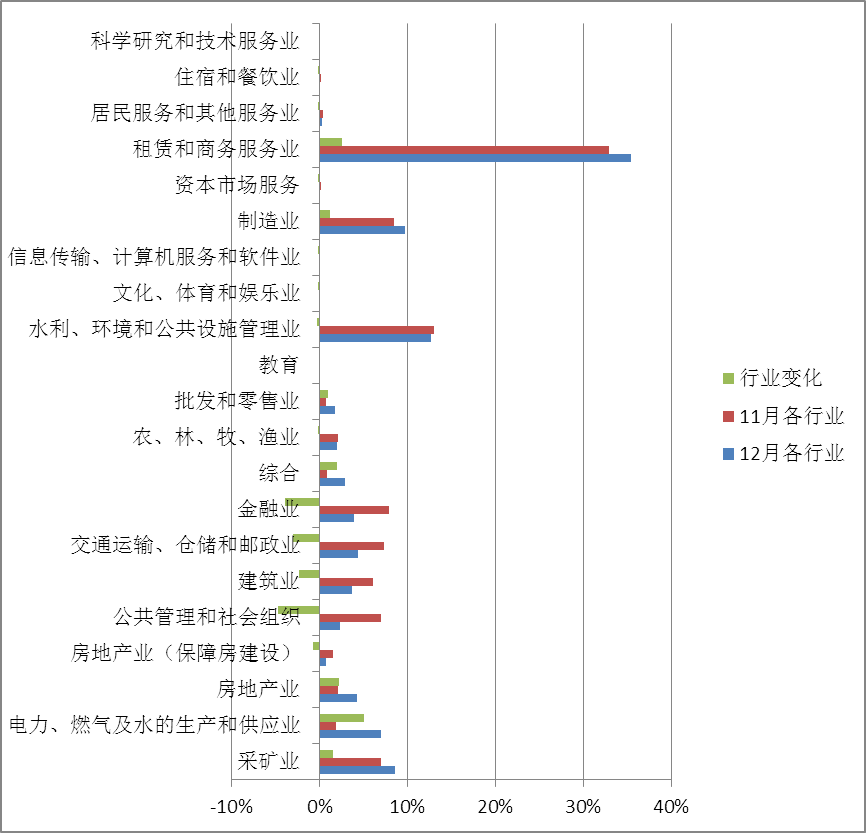 科学研究和技术服务业
住宿和餐饮业
居民服务和其他服务业
租赁和商务服务业
资本市场服务
制造业
信息传输、计算机服务和软件业
文化、体育和娱乐业
水利、环境和公共设施管理业
教育
批发和零售业
农、林、牧、渔业
综合
金融业
交通运输、仓储和邮政业
建筑业
公共管理和社会组织
房地产业（保障房建设）
房地产业
电力、燃气及水的生产和供应业
采矿业
-10% 0% 10% 20% 30% 40%
行业变化
11月各行业
12月各行业